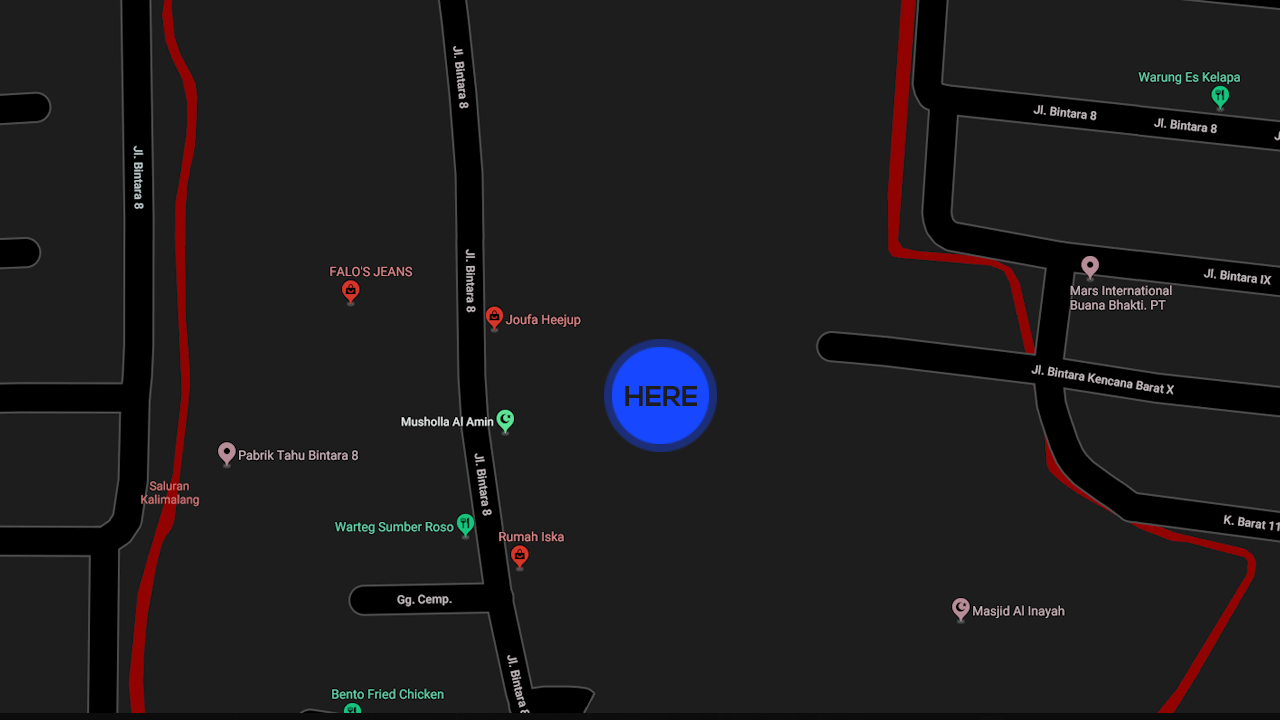 Jl. Bintara 8
Warung Es Kelapa
Jl. Bintara 8
Jl. Bintara 8
Jl. Bintara 8
FALO'S JEANS
Jl. Bintara 8
Jl. Bintara IX
Mars International
Buana Bhakti. PT
Joufa Heejup
Jl. Bintara Kencana Barat X
HERE
Musholla Al Amin
Pabrik Tahu Bintara 8
Jl. Bintara 8
Saluran
Kalimalang
Warteg Sumber Roso
K. Barat 11
Rumah Iska
Gg. Cemp.
Masjid Al Inayah
Jl. Bintara 8
Bento Fried Chicken